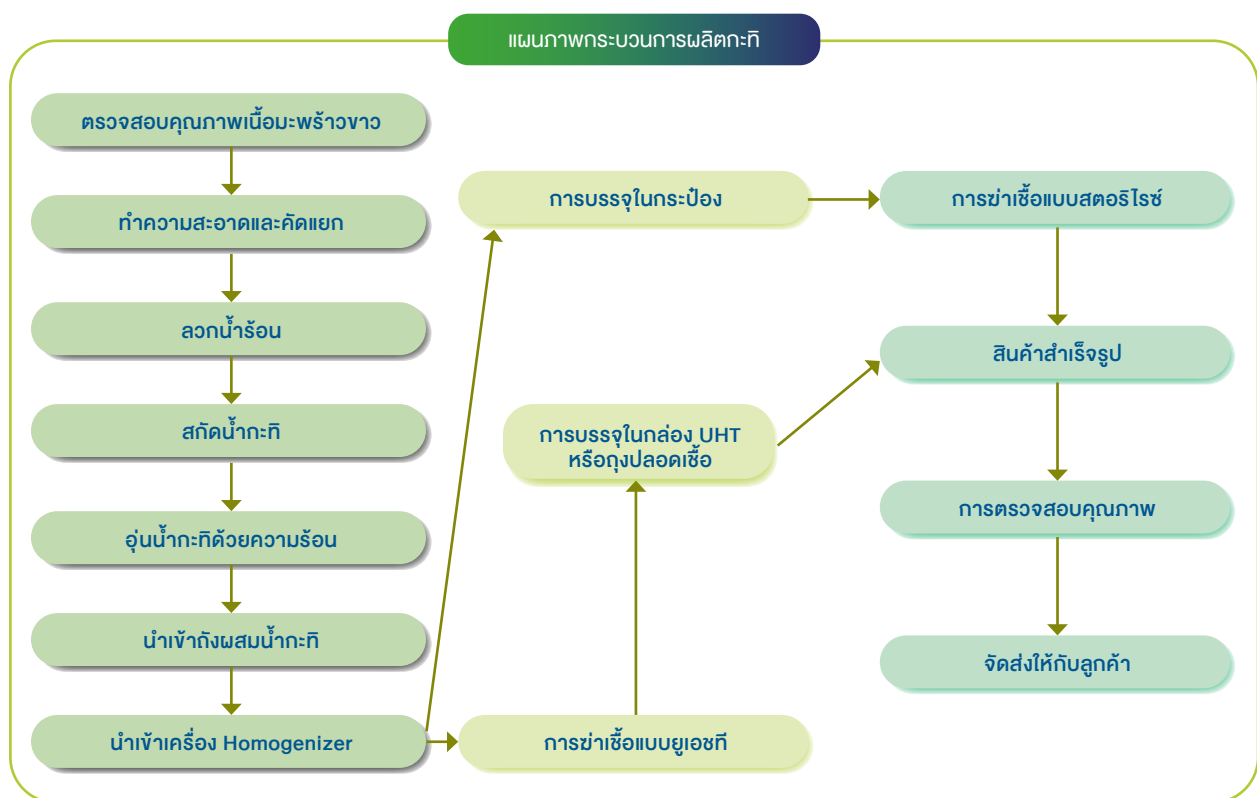 แผนภาพกระบวนการผลิตกะทิ
ตรวจสอบคุณภาพเนื้อมะพร้าวขาว
ทำความสะอาดและคัดแยก
ลวกน้ำร้อน
สกัดน้ำกะทิ
อุ่นน้ำกะทิด้วยความร้อน
นำเข้าถังผสมน้ำกะทิ
นำเข้าเครื่อง Homogenizer
การบรรจุในกระป๋อง
การบรรจุในกล่อง UHT
หรือถุงปลอดเชื้อ
การฆ่าเชื้อแบบยูเอชที
การฆ่าเชื้อแบบสตอริไรซ์
สินค้าสำเร็จรูป
การตรวจสอบคุณภาพ
จัดส่งให้กับลูกค้า